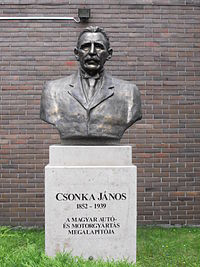 CSONKA JÁNOS
1852 - 1939
A MAGYAR AUTÓ-
ÉS MOTORGYÁRTÁS
MEGALAPÍTÓJA